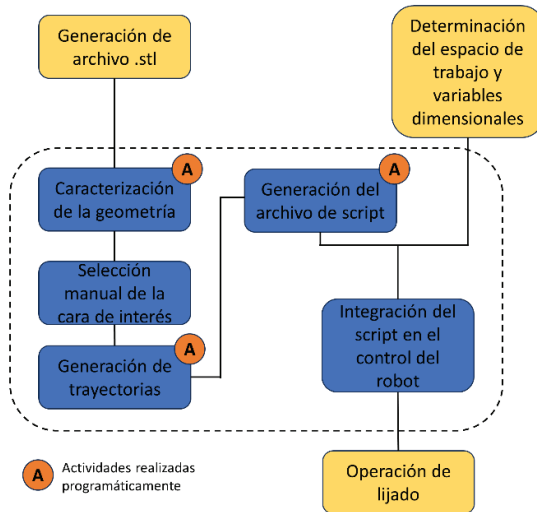 Generación de
archivo .stl
Determinación
del espacio de
trabajo y
variables
dimensionales
A
Caracterización
de la geometría
A
Generación del
archivo de script
Selección
manual de la
cara de interés
A
Generación de
trayectorias
Integración del
script en el
control del
robot
A
Actividades realizadas
programáticamente
Operación de
lijado